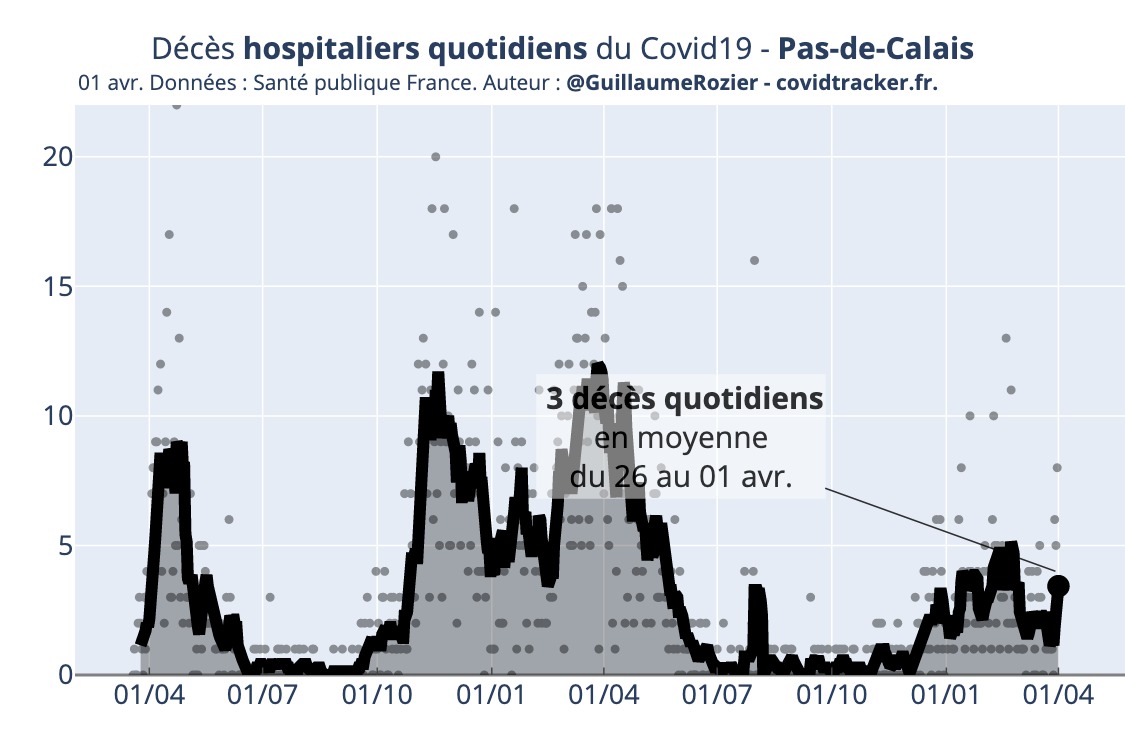 Décès hospitaliers quotidiens du Covid19 - Pas-de-Calais
01 avr. Données : Santé publique France. Auteur : @GuillaumeRozier - covidtracker.fr.
20
15
10
5
0
3 décès quotidiens
en moyenne
du 26 au 01 avr.
01/04 01/07 01/10 01/01 01/04 01/07 01/10 01/01 01/04